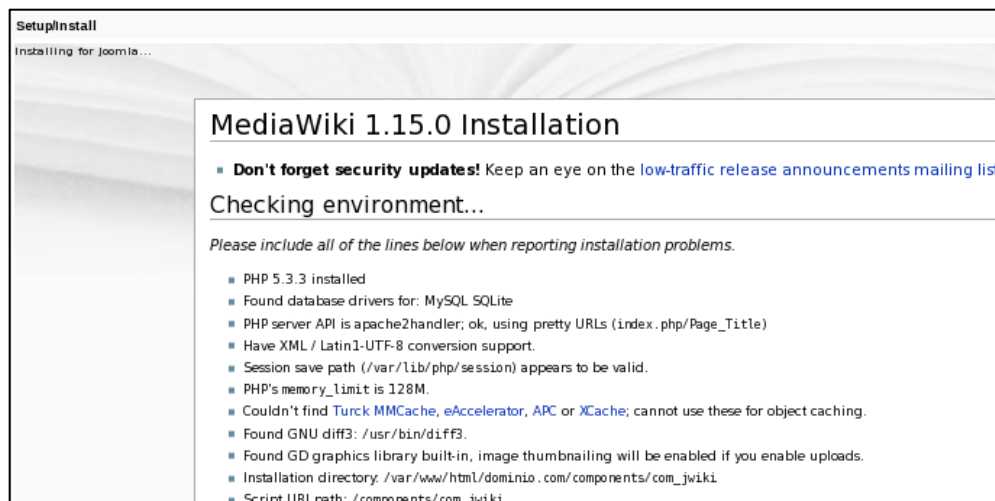 Setup/Install
Installing for Joomla...
MediaWiki 1.15.0 Installation
Don't forget security updates! Keep an eye on the low-traffic release announcements mailing lis
Checking environment...
Please include all of the lines below when reporting installation problems.
PHP 5.3.3 installed
Found database drivers for: MySQL SQLite
PHP server API is apache2handler; ok, using pretty URLs (index.php/Page_Title)
Have XML / Latin1-UTF-8 conversion support.
Session save path (/var/lib/php/session) appears to be valid.
PHP's memory_limit is 128M.
Couldn't find Turck MMCache, eAccelerator, APC or XCache; cannot use these for object caching.
Found GNU diff3: /usr/bin/diff3.
Found GD graphics library built-in, image thumbnailing will be enabled if you enable uploads.
Installation directory: /var/www/html/dominio.com/components/com_jwiki
Script URI path: /components/com_jwiki